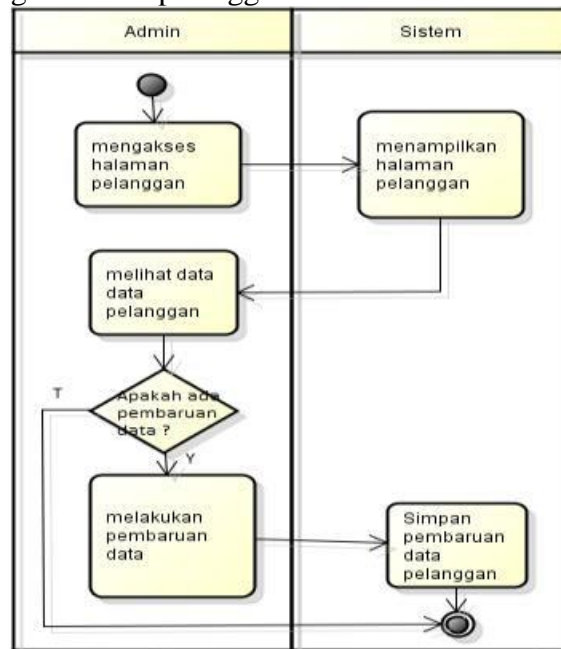 Admin
Sistem
mengakses
halaman
pelanggan
menampilkan
halaman
pelanggan
melihat data
data
pelanggan
T
Apakah ada
pembaruan
data ?
Y
melakukan
pembaruan
data
Simpan
pembaruan
data
pelanggan